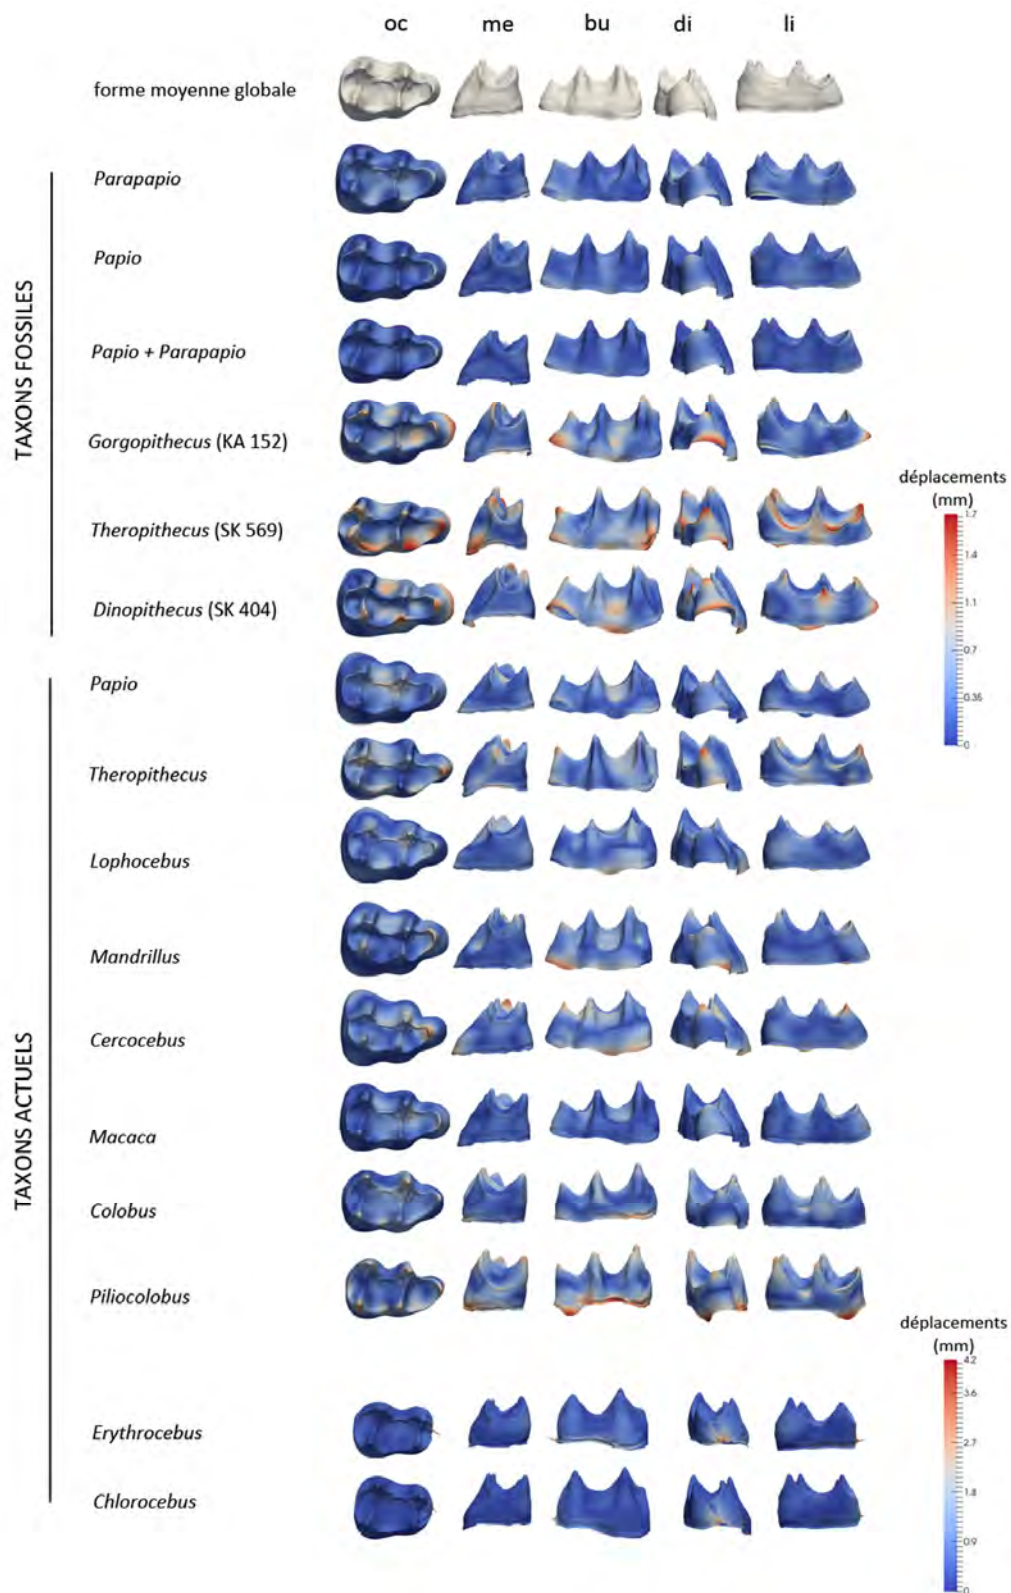 oc me bu di li
forme moyenne globale
TAXONS FOSSILES
Parapapio
Papio
Papio + Parapapio
Gorgopithecus (KA 152)
Theropithecus (SK 569)
Dinopithecus (SK 404)
déplacements
(mm)
1.7
1.4
1.1
0.7
0.35
0
TAXONS ACTUELS
Papio
Theropithecus
Lophocebus
Mandrillus
Cercocebus
Macaca
Colobus
Piliocolobus
Erythrocebus
Chlorocebus
déplacements
(mm)
4.2
3.6
2.7
1.8
0.9
0